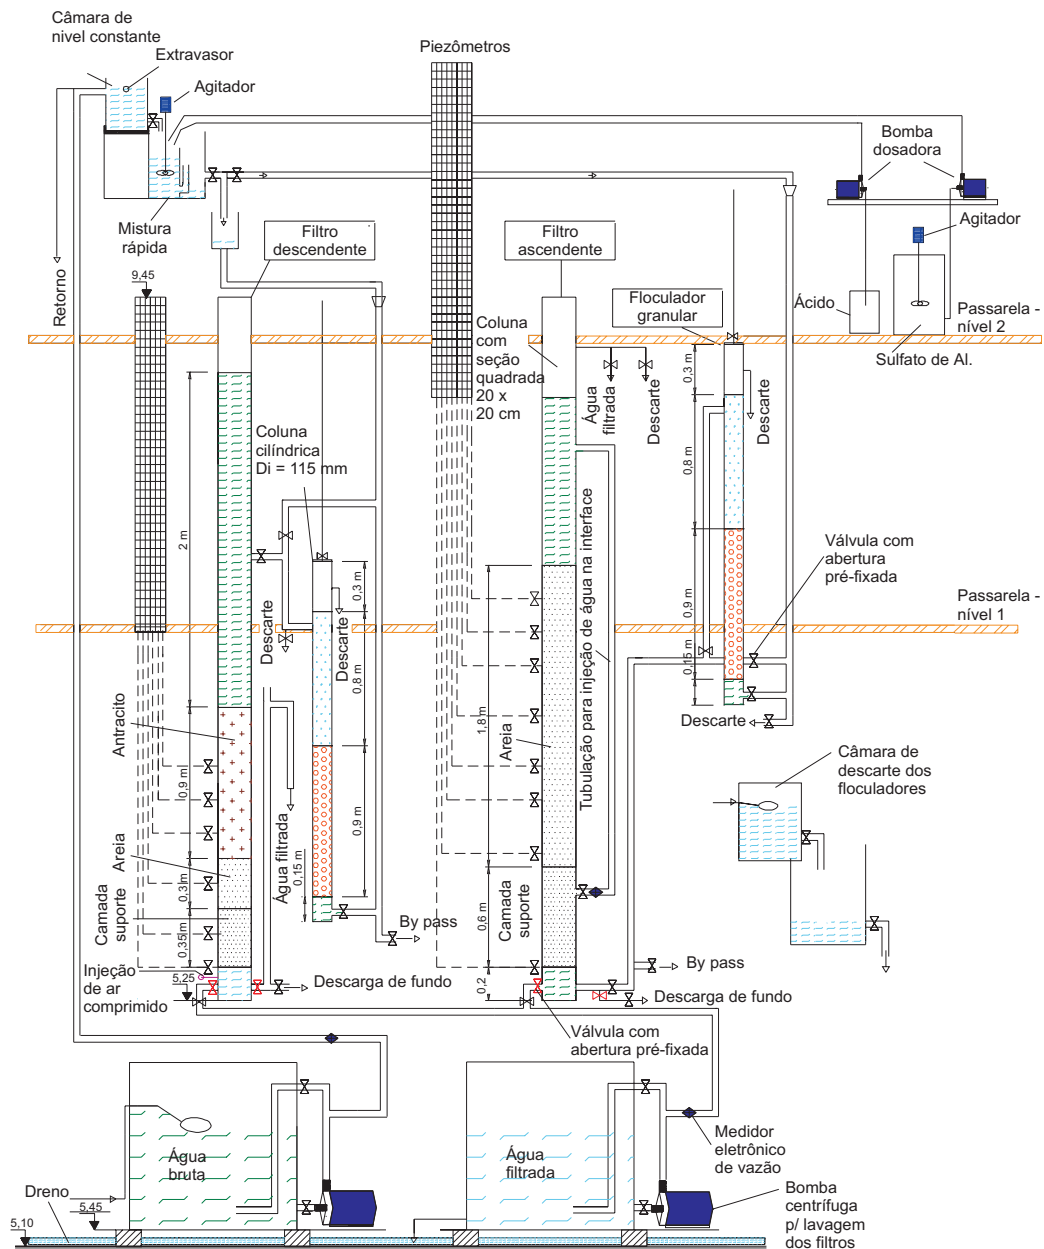 Câmara de
nivel constante
Extravasor
Agitador
Piezômetros
Bomba
dosadora
Agitador
Mistura
rápida
Filtro
descendente
Filtro
ascendente
Retorno
9,45
Floculador
granular
Ácido
Passarela -
nível 2
Sulfato de Al.
Coluna
com
seção
quadrada
20 x
20 cm
Água
filtrada
Descarte
0,3 m
Descarte
Coluna
cilíndrica
Di = 115 mm
2 m
0,8 m
Válvula com
abertura
pré-fixada
0,3 m
Descarte
Descarte
0,8 m
Passarela -
nível 1
0,9 m
0,15 m
Tubulação para injeção de água na interface
Descarte
Antracito
0,9 m
1,8 m
Areia
Câmara de
descarte dos
floculadores
Areia
0,3 m
Água filtrada
0,15 m
0,9 m
Camada
suporte
0,35 m
Camada
suporte
0,6 m
By pass
Injeção
de ar
comprimido
5,25
Descarga de fundo
0,2
By pass
Descarga de fundo
Válvula com
abertura pré-fixada
Água
bruta
Água
filtrada
Medidor
eletrônico
de vazão
Dreno
5,45
5,10
Bomba
centrífuga
p/ lavagem
dos filtros